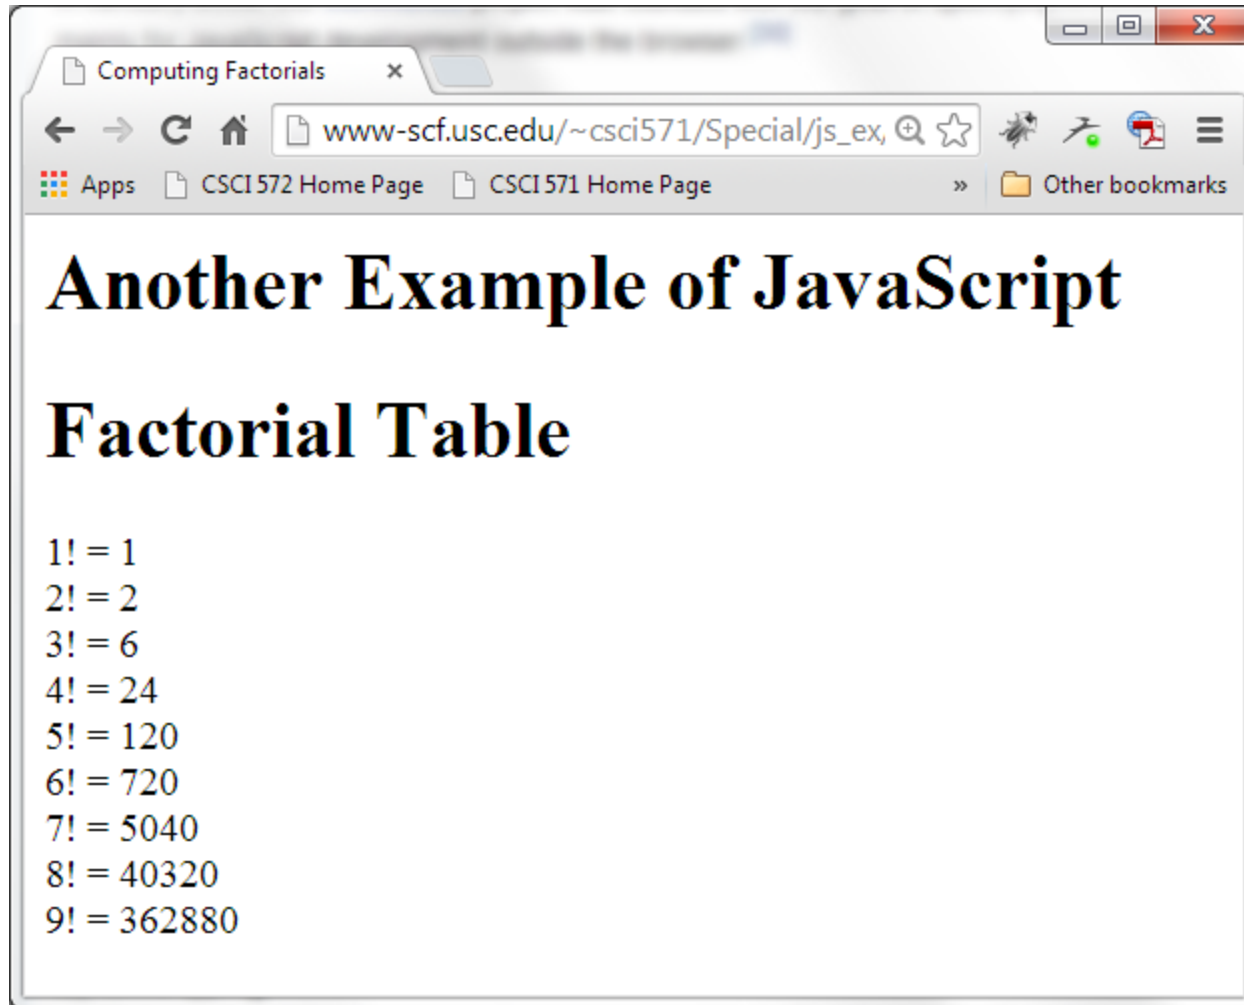 Computing Factorials
www-scf.usc.edu/~csci571/Special/js_ex
Apps CSCI 572 Home Page CSCI 571 Home Page » Other bookmarks
Another Example of JavaScript
Factorial Table
1! = 1
2! = 2
3! = 6
4! = 24
5! = 120
6! = 720
7! = 5040
8! = 40320
9! = 362880